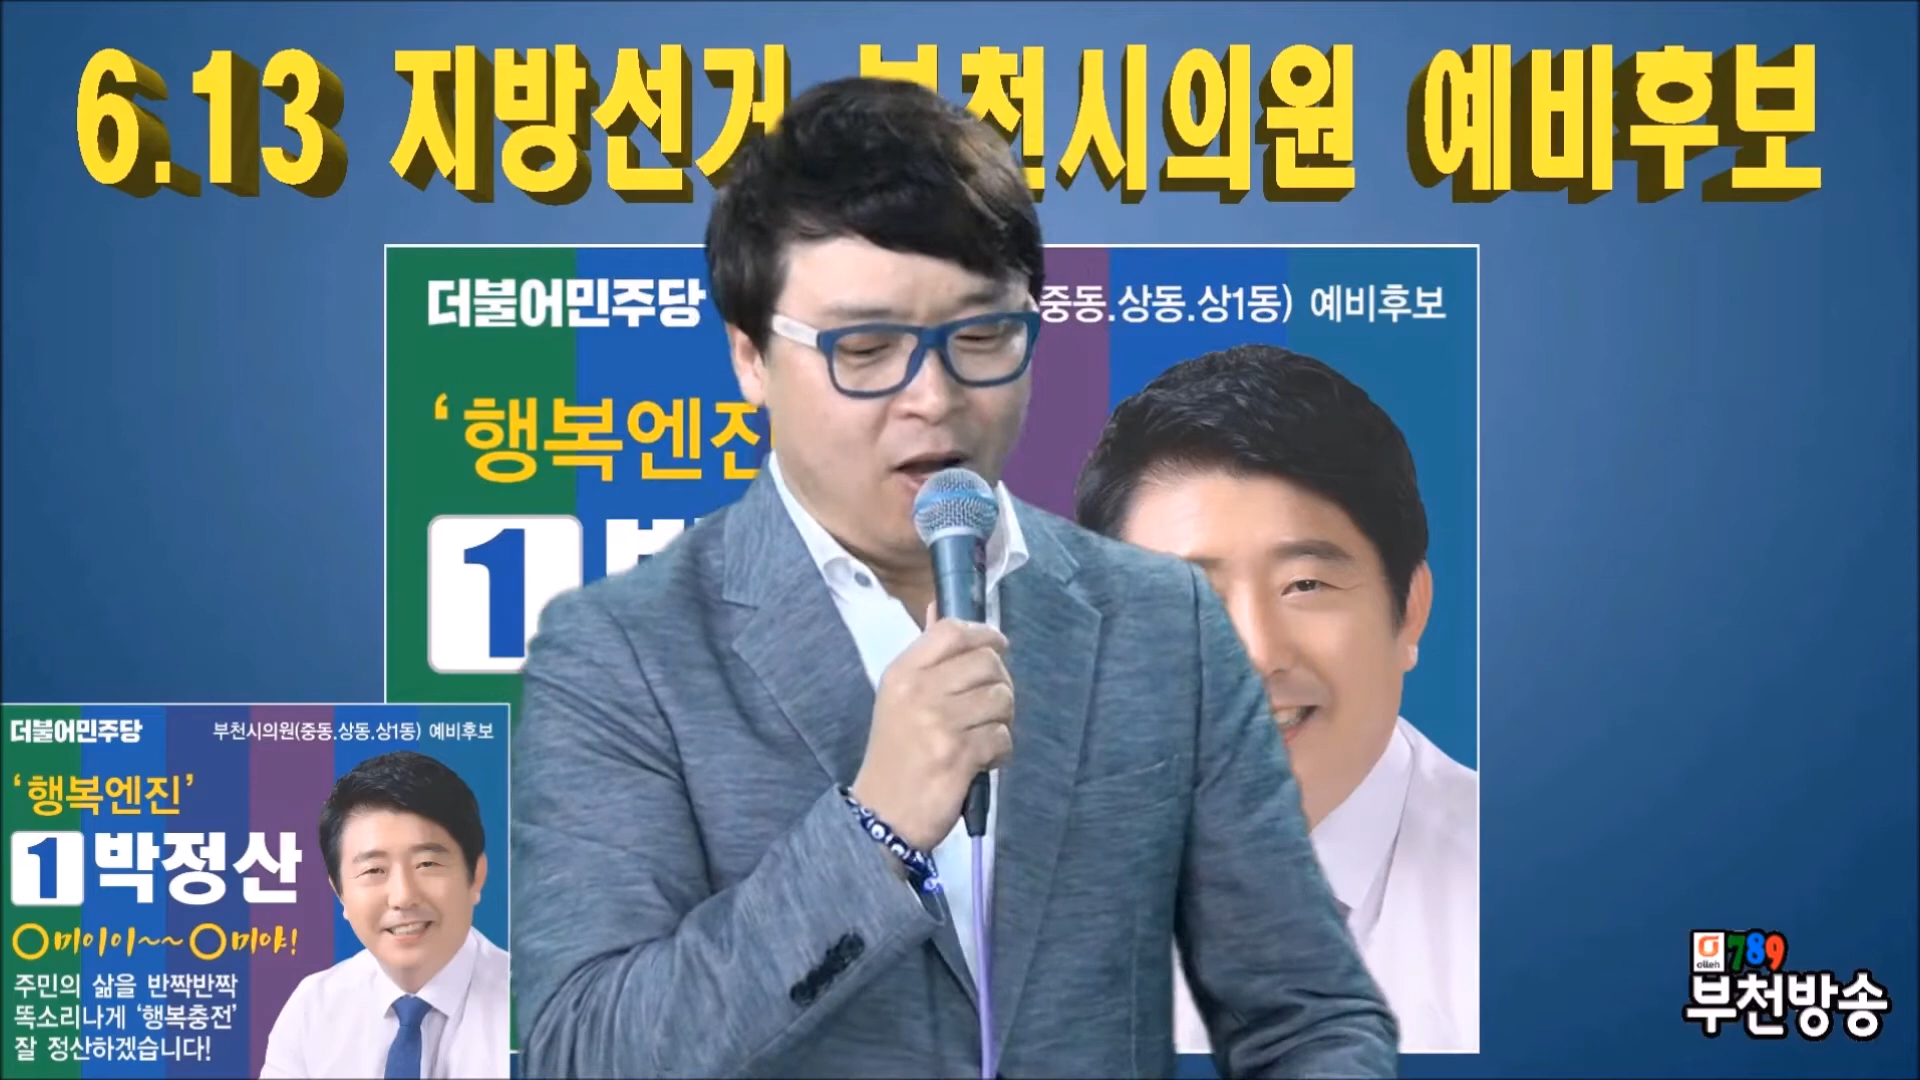 6.13 지방선거 부천시의원 예비후보
더불어민주당
중동.상동.상1동) 예비후보
‘행복엔진
1
더불어민주당 부천시의원(중동.상동.상1동) 예비후보
‘행복엔진’
1 박정산
○미이이~~ ○미야!
주민의 삶을 반짝반짝
똑소리나게 ‘행복충전’
잘 정산하겠습니다!
olleh 789
부천방송